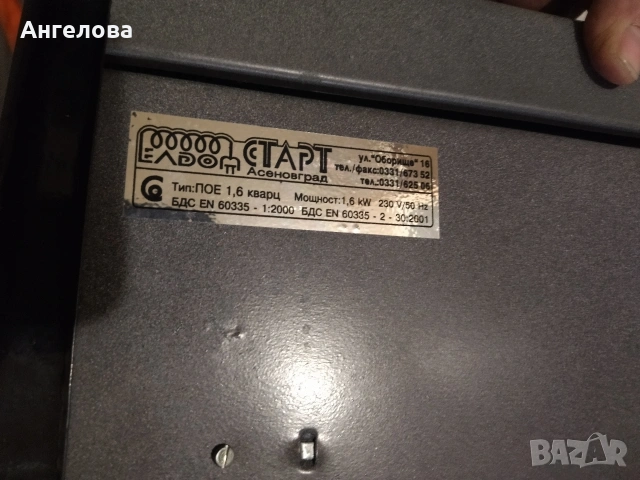 Ангелова
ЕЛДОМ СТАРТ
Асеновград
ул."Оборище" 16
тел./факс:0331/673 52
тел.:0331/625 86
Тип:ПОЕ 1,6 кварц Мощност:1,6 kW 230 V/50 Hz
БДС EN 60335 - 1:2000 БДС EN 60335 - 2 - 30:2001
BAZAR